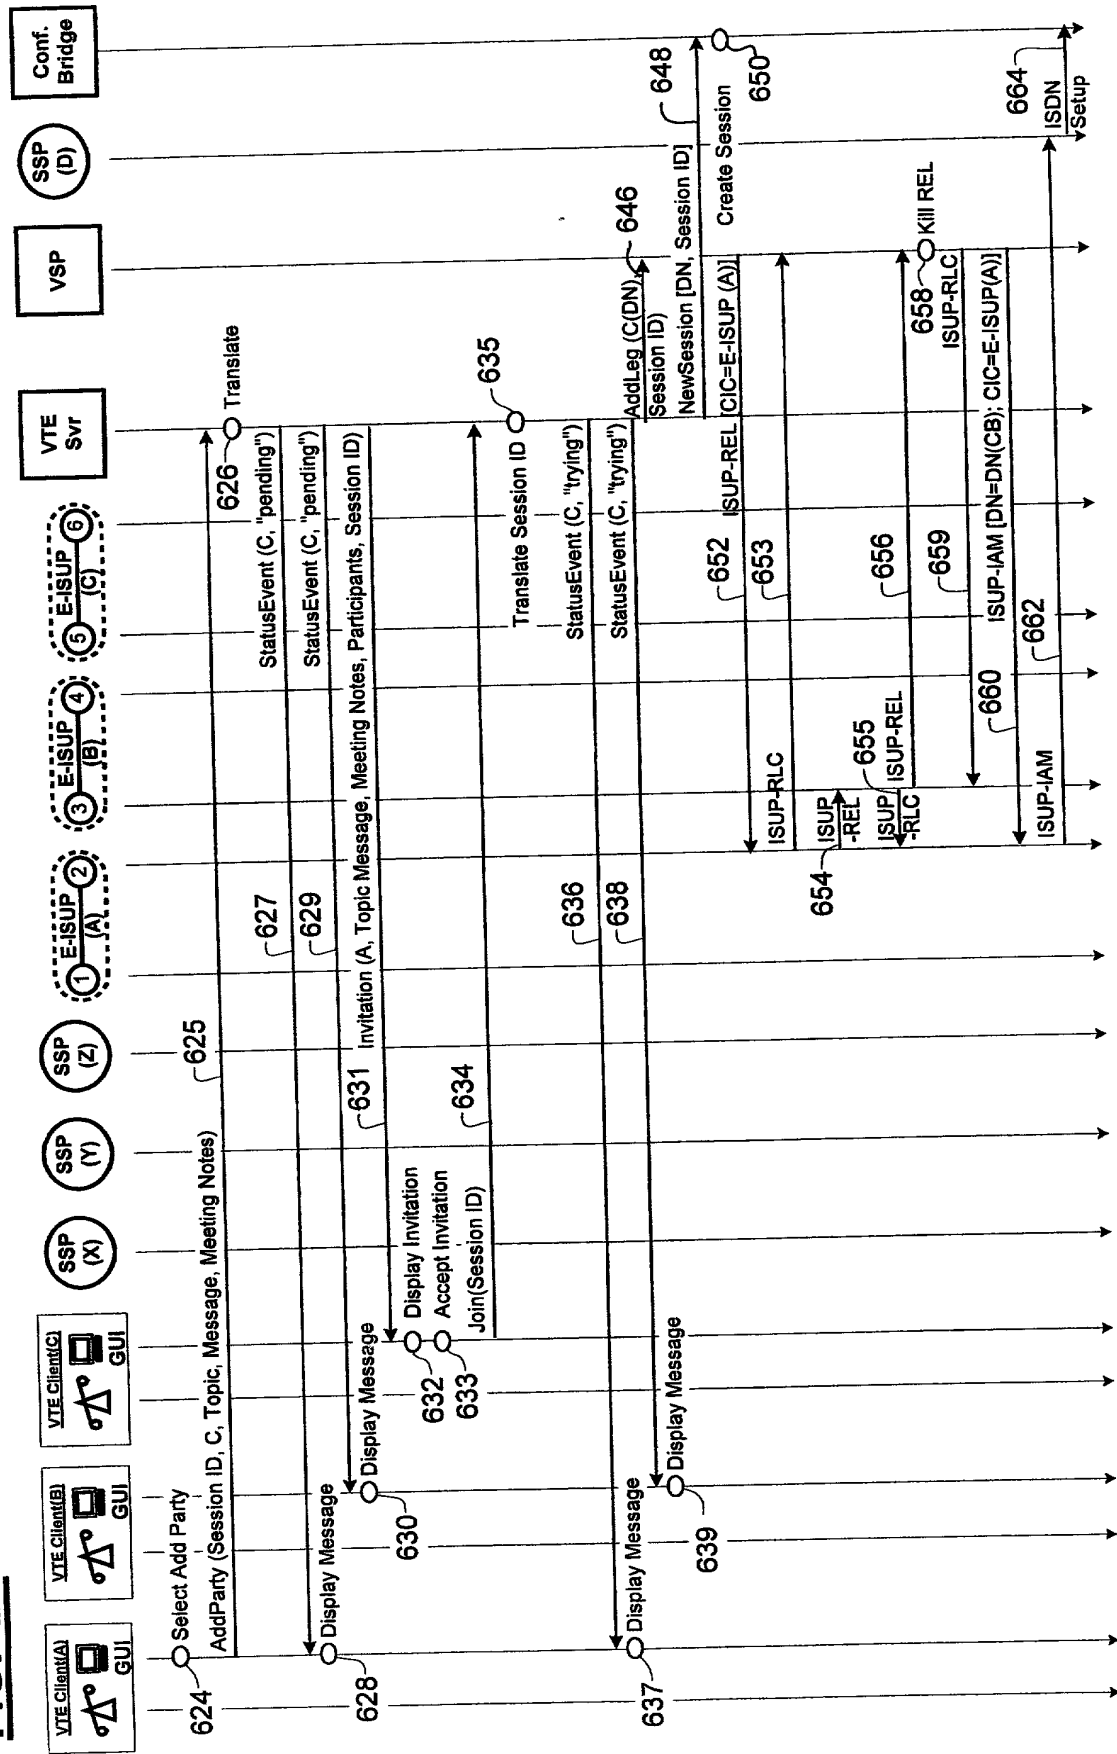 VTE Client(A)
GUI
VTE Client(B)
GUI
VTE Client(C)
GUI
SSP
(X)
SSP
(Y)
SSP
(Z)
1 E-ISUP 2
(A)
3 E-ISUP 4
(B)
5 E-ISUP 6
(C)
VTE
Svr
VSP
SSP
(D)
Conf.
Bridge
624
Select Add Party
AddParty (Session ID, C, Topic, Message, Meeting Notes)
625
626
Translate
627
StatusEvent (C, "pending")
628
Display Message
629
StatusEvent (C, "pending")
630
Display Message
631
Invitation (A, Topic Message, Meeting Notes, Participants, Session ID)
632
Display Invitation
633
Accept Invitation
Join(Session ID)
634
635
Translate Session ID
636
StatusEvent (C, "trying")
637
Display Message
638
StatusEvent (C, "trying")
639
Display Message
AddLeg (C(DN),
Session ID)
646
NewSession [DN, Session ID]
648
Create Session
650
652
ISUP-REL [CIC=E-ISUP (A)]
ISUP-RLC
653
654
ISUP
-REL
655
ISUP
-RLC
ISUP-REL
656
658
Kill REL
659
ISUP-RLC
660
ISUP-IAM [DN=DN(CB); CIC=E-ISUP(A)]
ISUP-IAM
662
664
ISDN
Setup